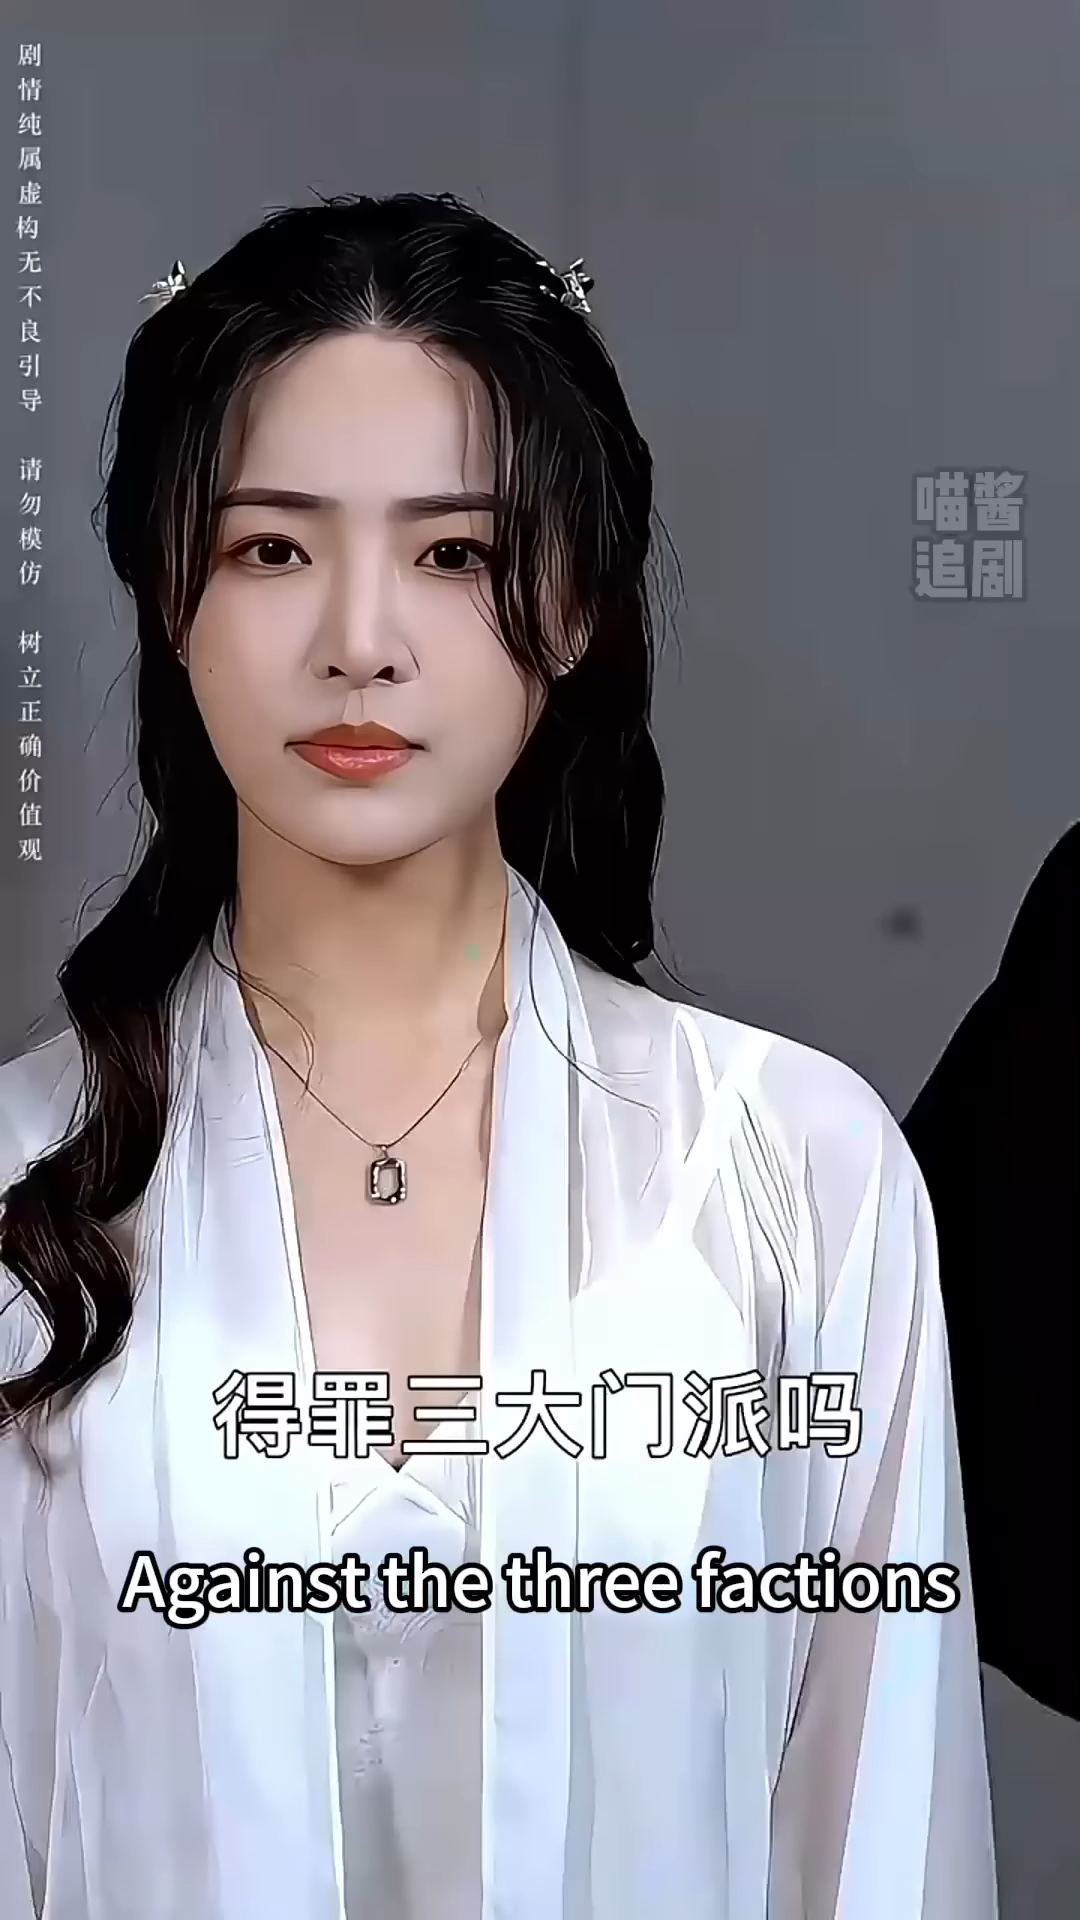 剧情纯属虚构无不良引导 请勿模仿 树立正确价值观
喵酱
追剧
得罪三大门派吗
Against the three factions